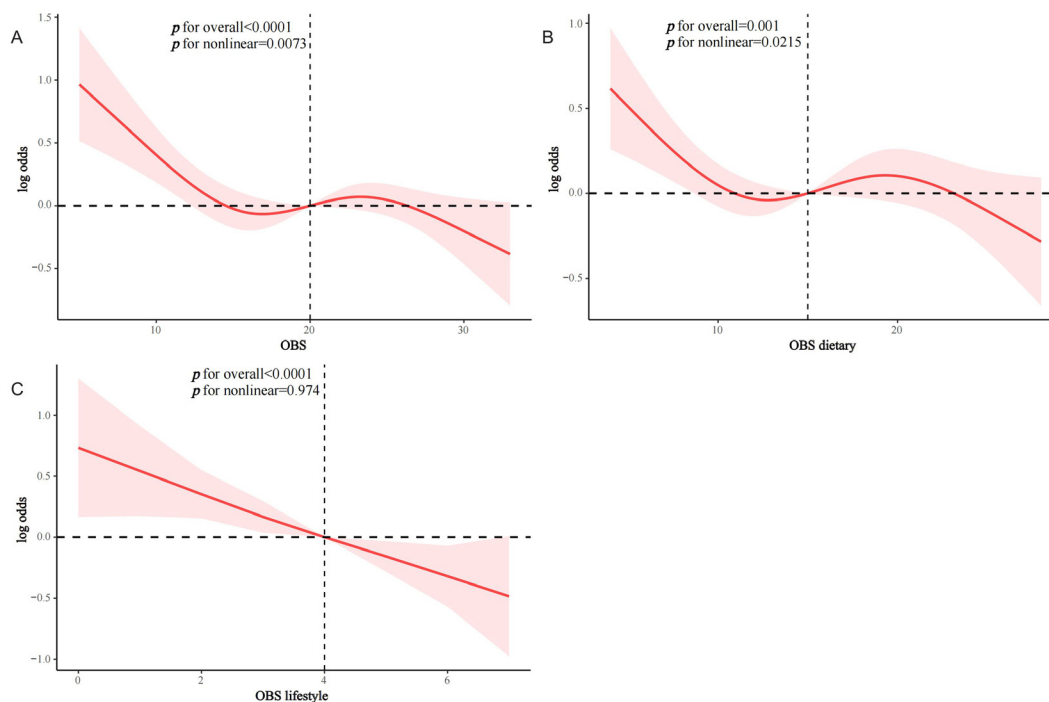 A
p for overall<0.0001
p for nonlinear=0.0073
1.5
1.0
0.5
0.0
−0.5
log odds
10
20
30
OBS
B
p for overall=0.001
p for nonlinear=0.0215
1.0
0.5
0.0
−0.5
log odds
10
20
OBS dietary
C
p for overall<0.0001
p for nonlinear=0.974
1.0
0.5
0.0
−0.5
−1.0
log odds
0
2
4
6
OBS lifestyle